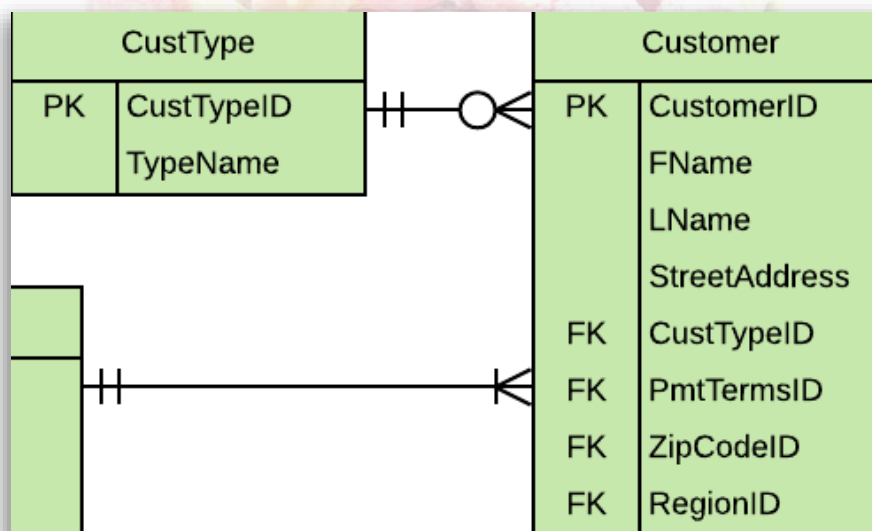 CustType
PK CustTypeID
TypeName
Customer
PK CustomerID
FName
LName
StreetAddress
FK CustTypeID
FK PmtTermsID
FK ZipCodeID
FK RegionID